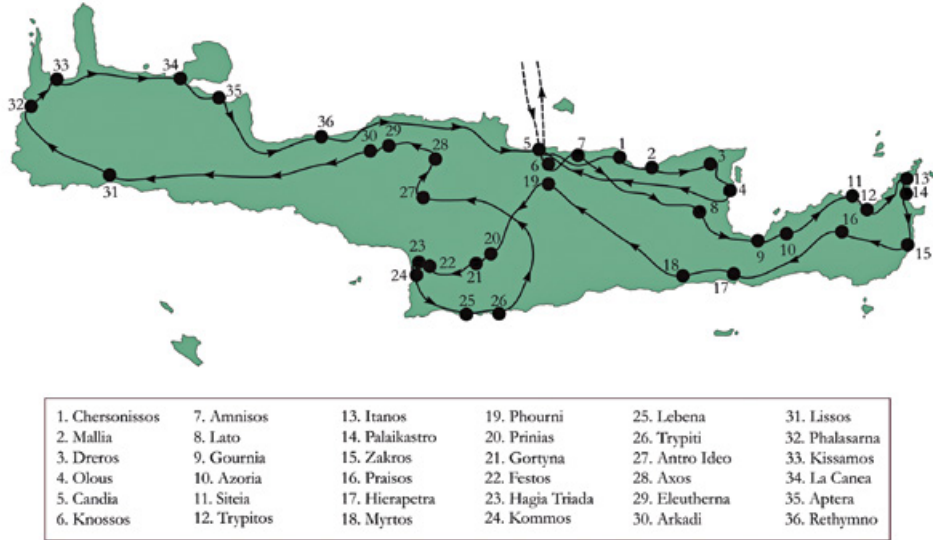 33
34
32
35
36
30
29
28
31
27
5
7
1
2
3
6
19
4
8
13
11
14
12
16
9
10
15
23
22
20
21
24
18
17
25
26
1. Chersonissos
2. Mallia
3. Dreros
4. Olous
5. Candia
6. Knossos
7. Amnisos
8. Lato
9. Gournia
10. Azoria
11. Siteia
12. Trypitos
13. Itanos
14. Palaikastro
15. Zakros
16. Praisos
17. Hierapetra
18. Myrtos
19. Phourni
20. Prinias
21. Gortyna
22. Festos
23. Hagia Triada
24. Kommos
25. Lebena
26. Trypiti
27. Antro Ideo
28. Axos
29. Eleutherna
30. Arkadi
31. Lissos
32. Phalasarna
33. Kissamos
34. La Canea
35. Aptera
36. Rethymno